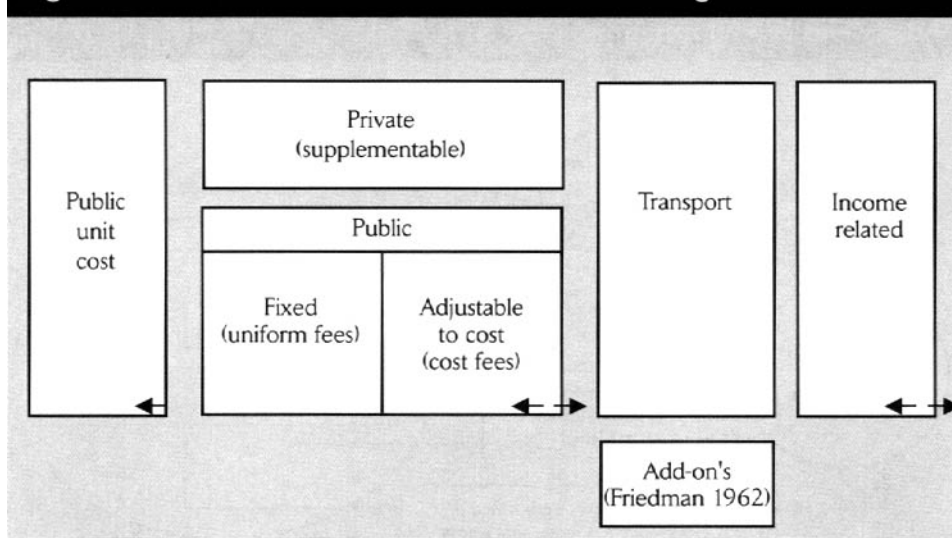 Public
unit
cost
Private
(supplementable)
Public
Fixed
(uniform fees)
Adjustable
to cost
(cost fees)
Transport
Add-on's
(Friedman 1962)
Income
related